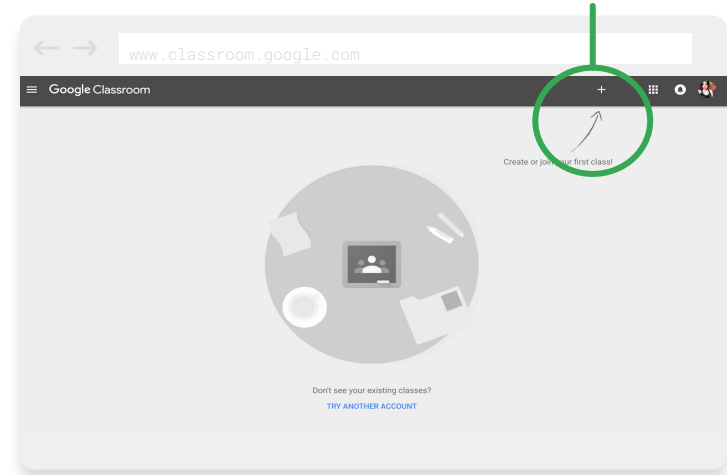 www.classroom.google.com
Google Classroom
Create or join your first class!
Don't see your existing classes?
TRY ANOTHER ACCOUNT